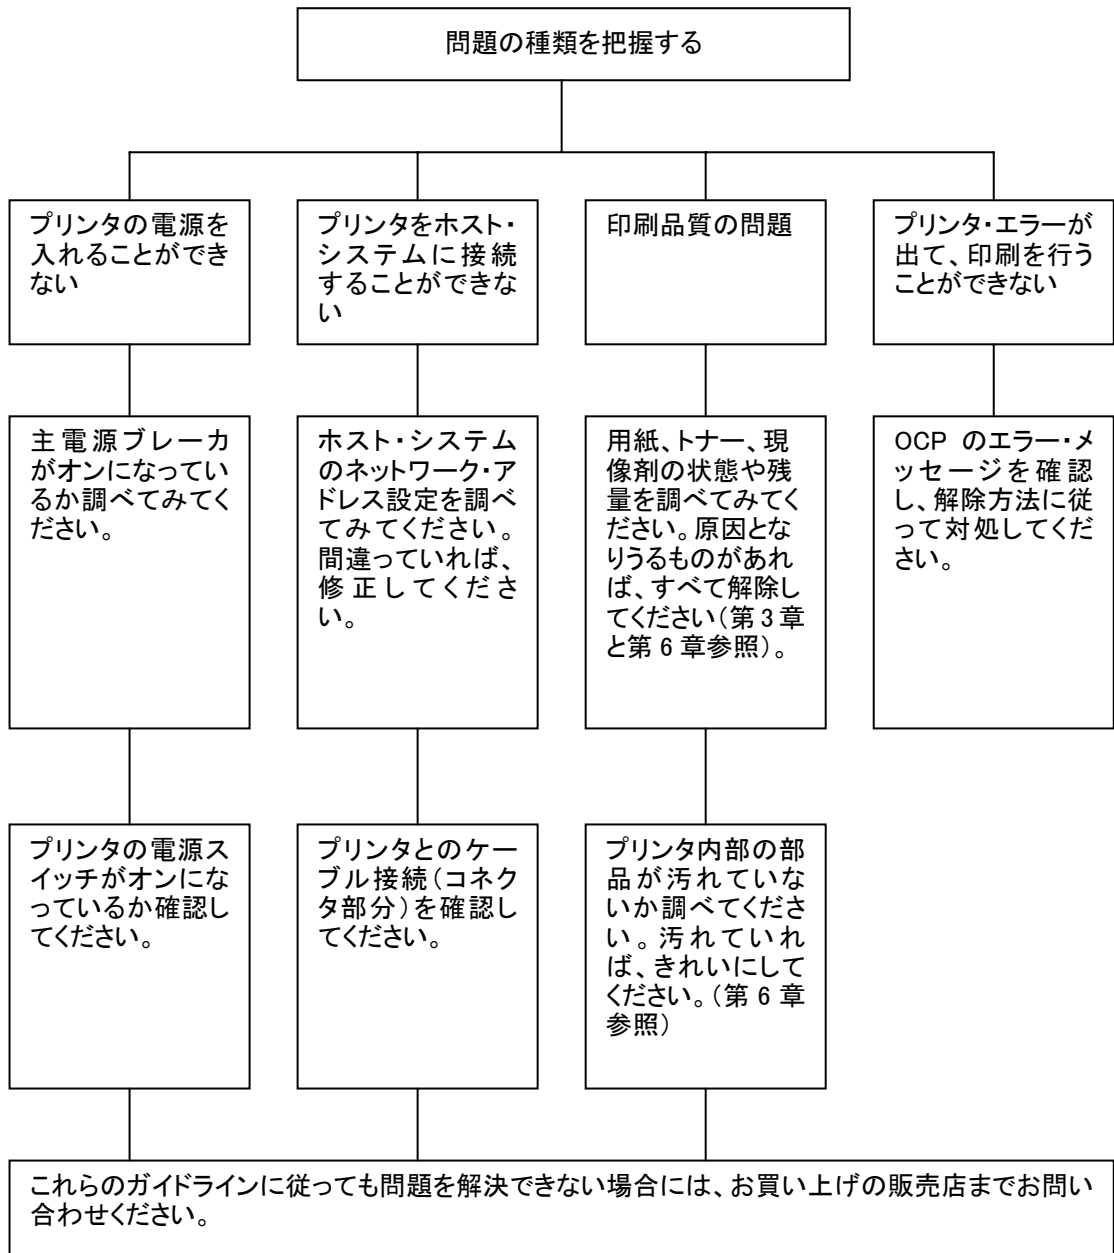 問題の種類を把握する
プリンタの電源を
入れることができ
ない
プリンタをホスト・
システムに接続
することができな
い
印刷品質の問題
プリンタ・エラーが
出て、印刷を行う
ことができない
主電源ブレーカ
がオンになってい
るか調べてみてく
ださい。
ホスト・システム
のネットワーク・ア
ドレス設定を調べ
てみてください。
間違っていれば、
修正してくださ
い。
用紙、トナー、現
像剤の状態や残
量を調べてみてく
ださい。原因とな
りうるものがあれ
ば、すべて解除し
てください(第 3 章
と第 6 章参照)。
OCP のエラー・メ
ッセージを確認
し、解除方法に従
って対処してくだ
さい。
プリンタの電源ス
イッチがオンにな
っているか確認し
てください。
プリンタとのケー
ブル接続(コネク
タ部分)を確認し
てください。
プリンタ内部の部
品が汚れていな
いか調べてくださ
い。汚れていれ
ば、きれいにして
ください。(第 6 章
参照)
これらのガイドラインに従っても問題を解決できない場合には、お買い上げの販売店までお問い
合わせください。